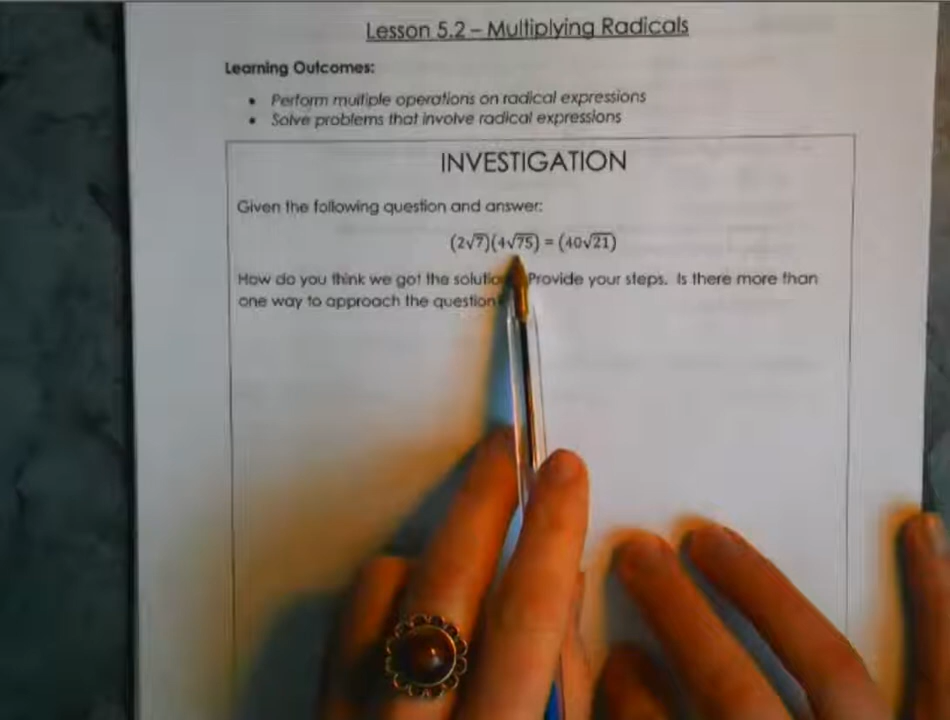 Lesson 5.2 – Multiplying Radicals
Learning Outcomes:
• Perform multiple operations on radical expressions
• Solve problems that involve radical expressions
INVESTIGATION
Given the following question and answer:
(2√7)(4√75) = (40√21)
How do you think we got the Provide your steps. Is there more than
one way to approach the question